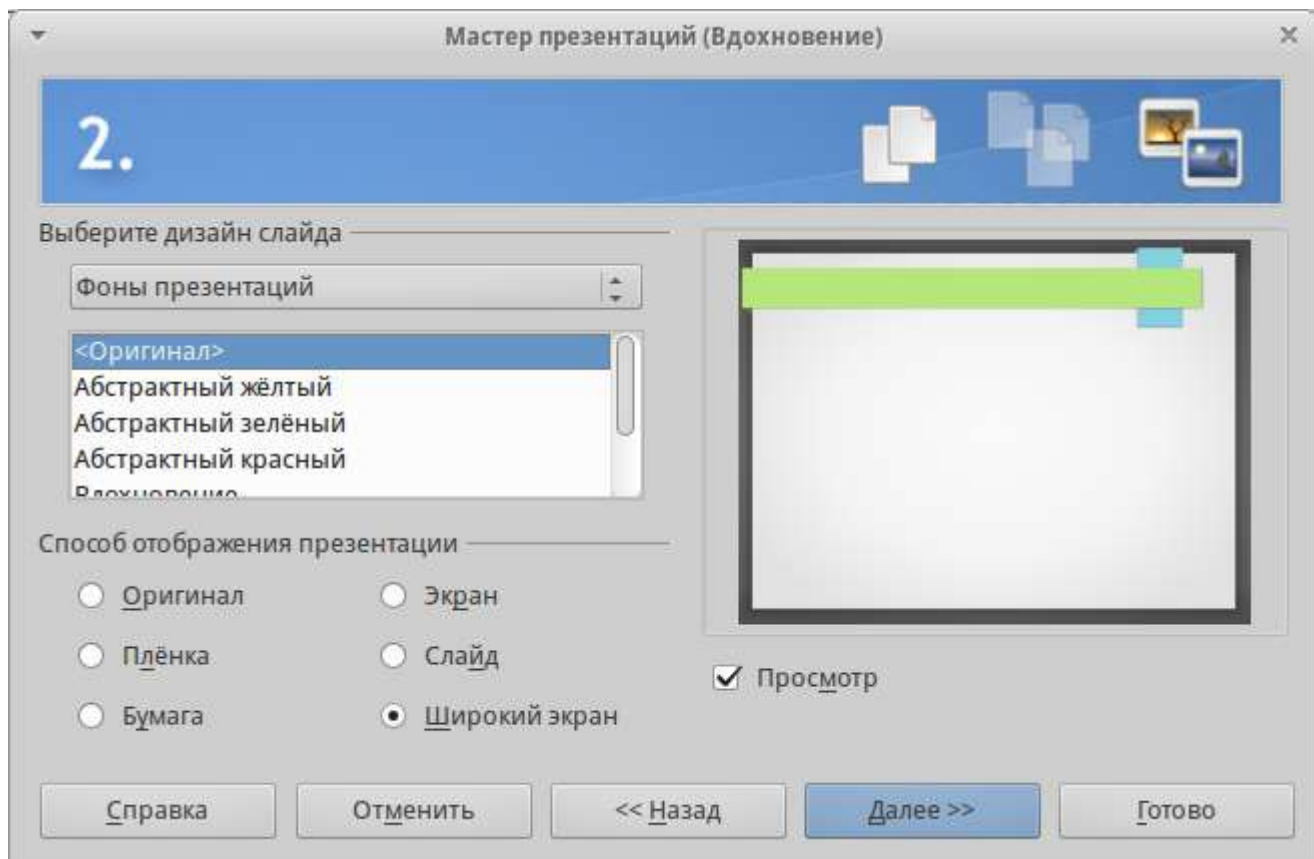 Мастер презентаций (Вдохновение)
2.
Выберите дизайн слайда
Фоны презентаций
<Оригинал>
Абстрактный жёлтый
Абстрактный зелёный
Абстрактный красный
Вдохновение
Способ отображения презентации
Оригинал
Экран
Плёнка
Слайд
Бумага
Широкий экран
Просмотр
Справка
Отменить
<< Назад
Далее >>
Готово